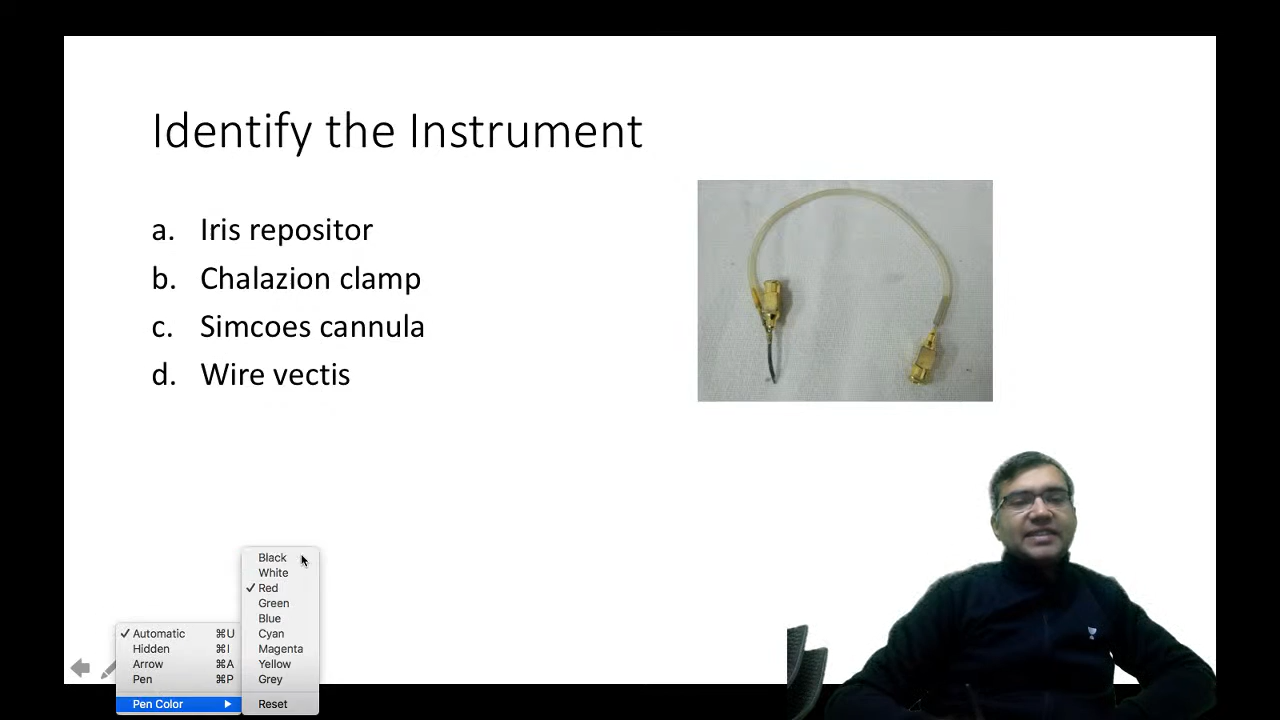 Identify the Instrument
a. Iris repositor
b. Chalazion clamp
c. Simcoes cannula
d. Wire vectis
Black
White
✓ Red
Green
Blue
Cyan
Magenta
Yellow
Grey
Reset
✓ Automatic ⌘U
Hidden ⌘I
Arrow ⌘A
Pen ⌘P
Pen Color ▶